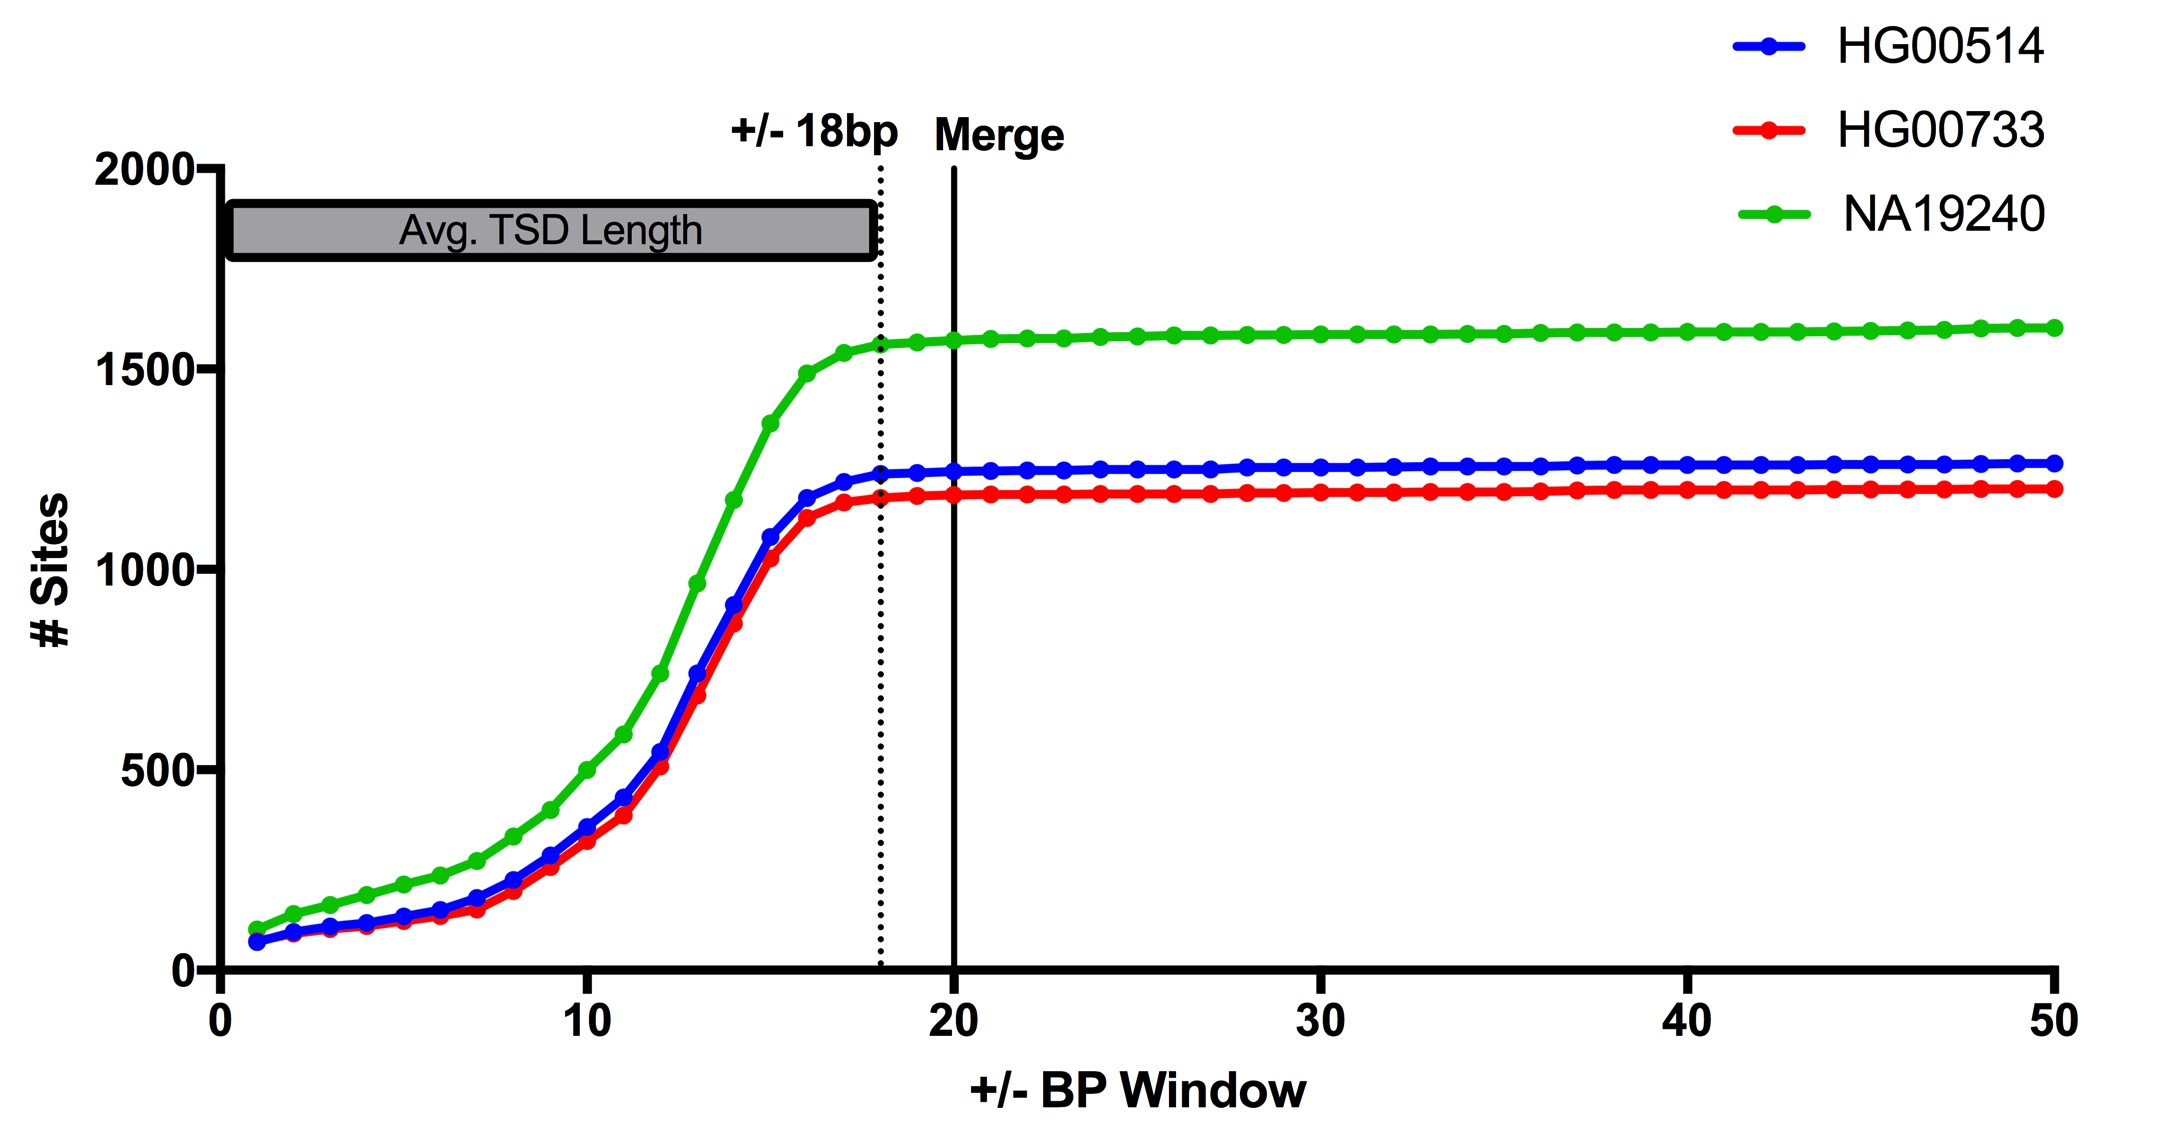 HG00514
HG00733
NA19240
+/- 18bp
Merge
2000
1500
1000
500
0
Avg. TSD Length
# Sites
0
10
20
30
40
50
+/- BP Window